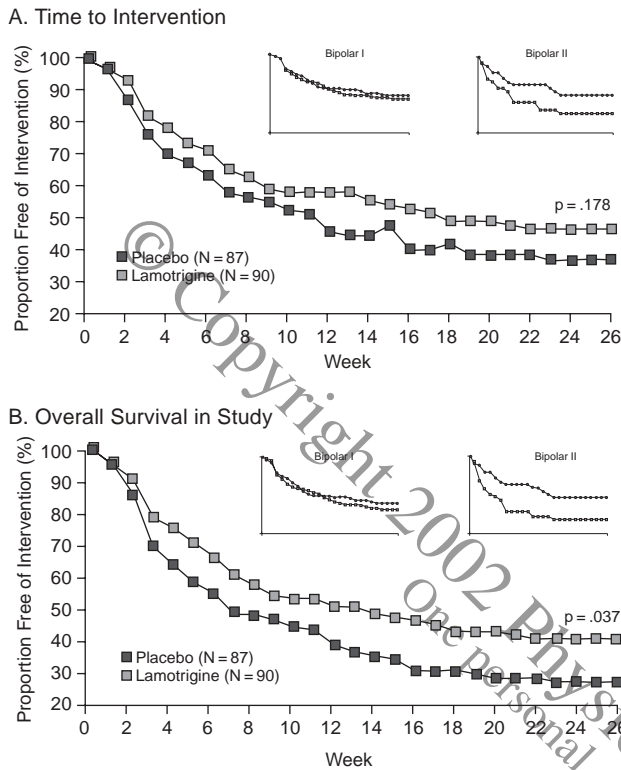 A. Time to Intervention
Proportion Free of Intervention (%)
100
90
80
70
60
50
40
30
20
Bipolar I
Bipolar II
p = .178
Placebo (N = 87)
Lamotrigine (N = 90)
0 2 4 6 8 10 12 14 16 18 20 22 24 26
Week
B. Overall Survival in Study
Proportion Free of Intervention (%)
100
90
80
70
60
50
40
30
20
Bipolar I
Bipolar II
p = .037
Placebo (N = 87)
Lamotrigine (N = 90)
0 2 4 6 8 10 12 14 16 18 20 22 24 26
Week
© Copyright 2002 Physic
One personal